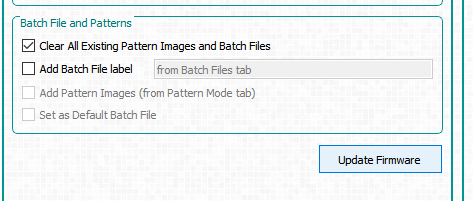 Batch File and Patterns
Clear All Existing Pattern Images and Batch Files
Add Batch File label from Batch Files tab
Add Pattern Images (from Pattern Mode tab)
Set as Default Batch File
Update Firmware